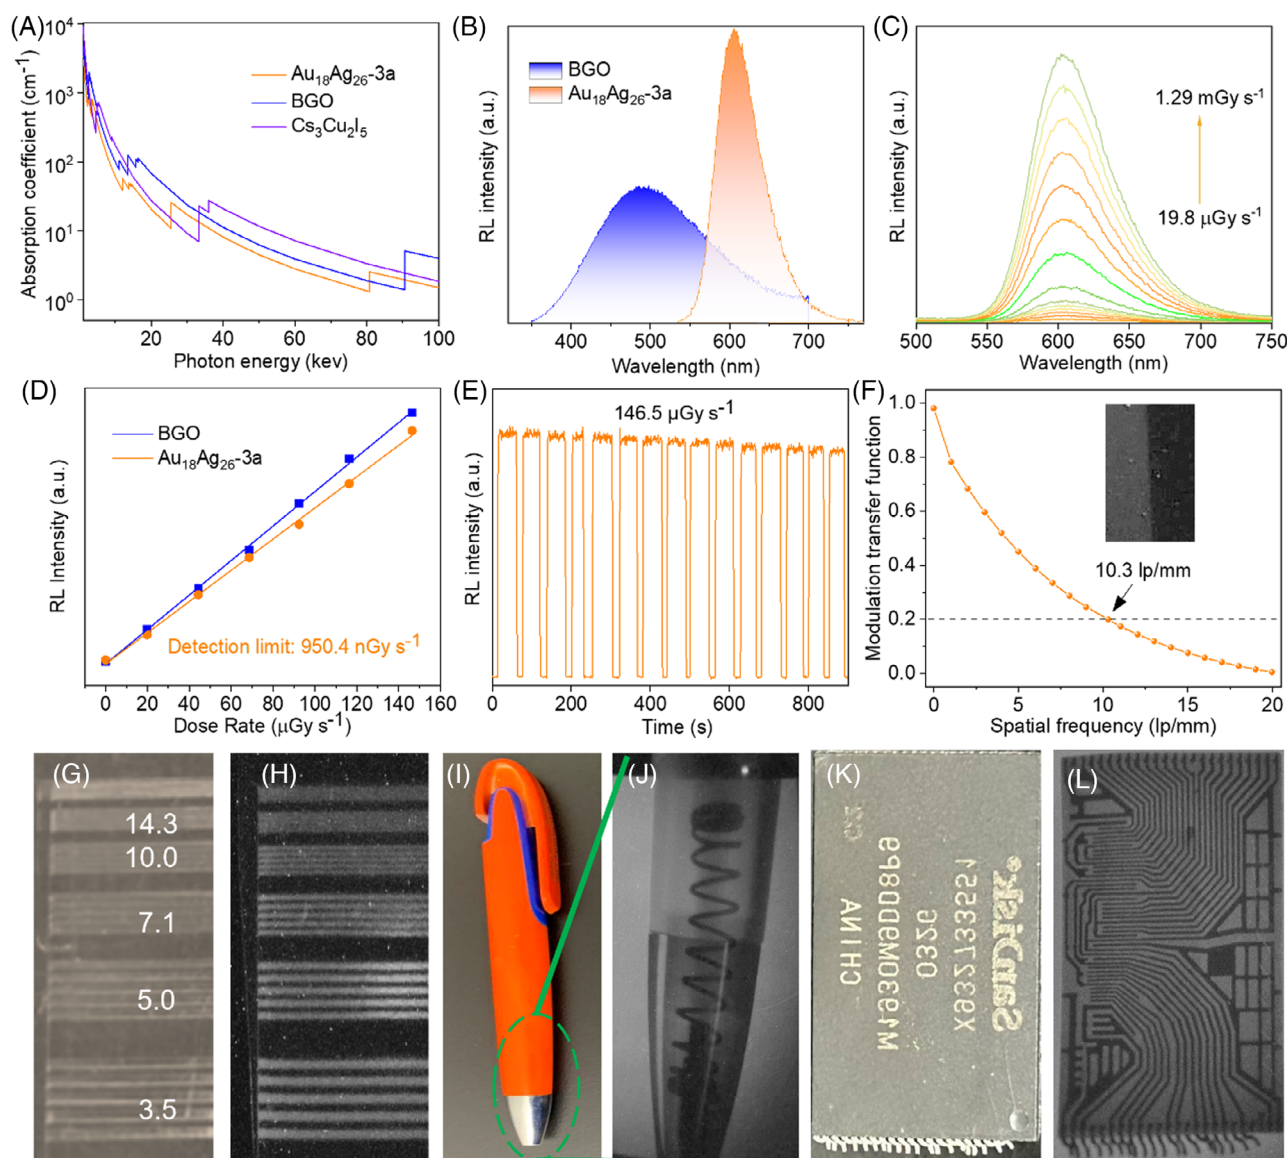 (A)
10⁴
10³
10²
10¹
10⁰
Absorption coefficient (cm⁻¹)
Au₁₈Ag₂₆-3a
BGO
Cs₃Cu₂I₅
20 40 60 80 100
Photon energy (kev)
(B)
RL intensity (a.u.)
BGO
Au₁₈Ag₂₆-3a
400 500 600 700
Wavelength (nm)
(C)
RL intensity (a.u.)
1.29 mGy s⁻¹
19.8 μGy s⁻¹
500 550 600 650 700 750
Wavelength (nm)
(D)
RL Intensity (a.u.)
BGO
Au₁₈Ag₂₆-3a
Detection limit: 950.4 nGy s⁻¹
0 20 40 60 80 100 120 140 160
Dose Rate (μGy s⁻¹)
(E)
RL intensity (a.u.)
146.5 μGy s⁻¹
0 200 400 600 800
Time (s)
(F)
Modulation transfer function
1.0
0.8
0.6
0.4
0.2
0.0
10.3 lp/mm
0 5 10 15 20
Spatial frequency (lp/mm)
(G)
14.3
10.0
7.1
5.0
3.5
(H)
(I)
(J)
(K)
CHINA
M1930M9D08P9
0326
X927323551
SanDisk®
(L)